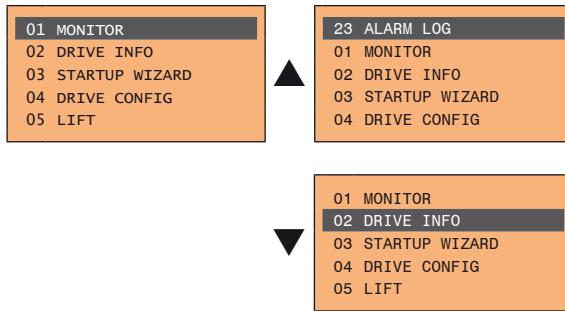 01 MONITOR
02 DRIVE INFO
03 STARTUP WIZARD
04 DRIVE CONFIG
05 LIFT
23 ALARM LOG
01 MONITOR
02 DRIVE INFO
03 STARTUP WIZARD
04 DRIVE CONFIG
01 MONITOR
02 DRIVE INFO
03 STARTUP WIZARD
04 DRIVE CONFIG
05 LIFT